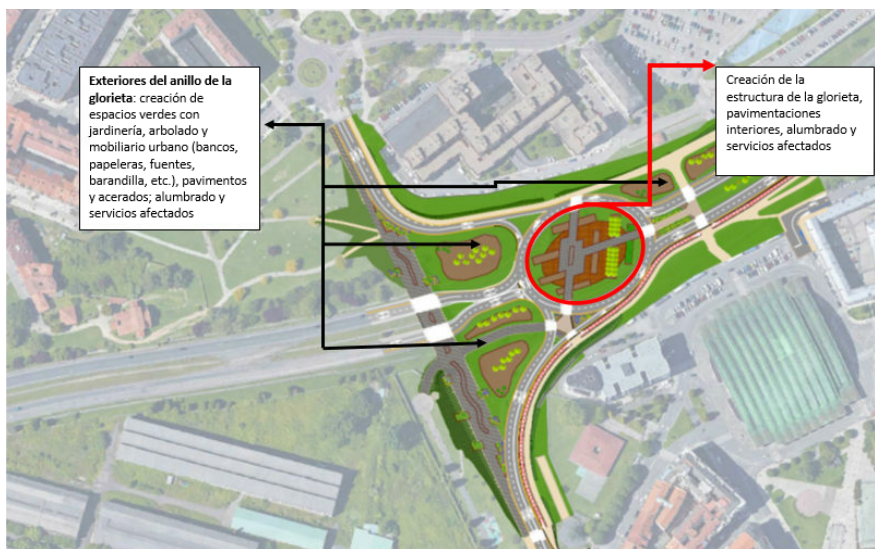 Exteriores del anillo de la
glorieta: creación de
espacios verdes con
jardinería, arbolado y
mobiliario urbano (bancos,
papeleras, fuentes,
barandilla, etc.), pavimentos
y acerados; alumbrado y
servicios afectados
Creación de la
estructura de la glorieta,
pavimentaciones
interiores, alumbrado y
servicios afectados